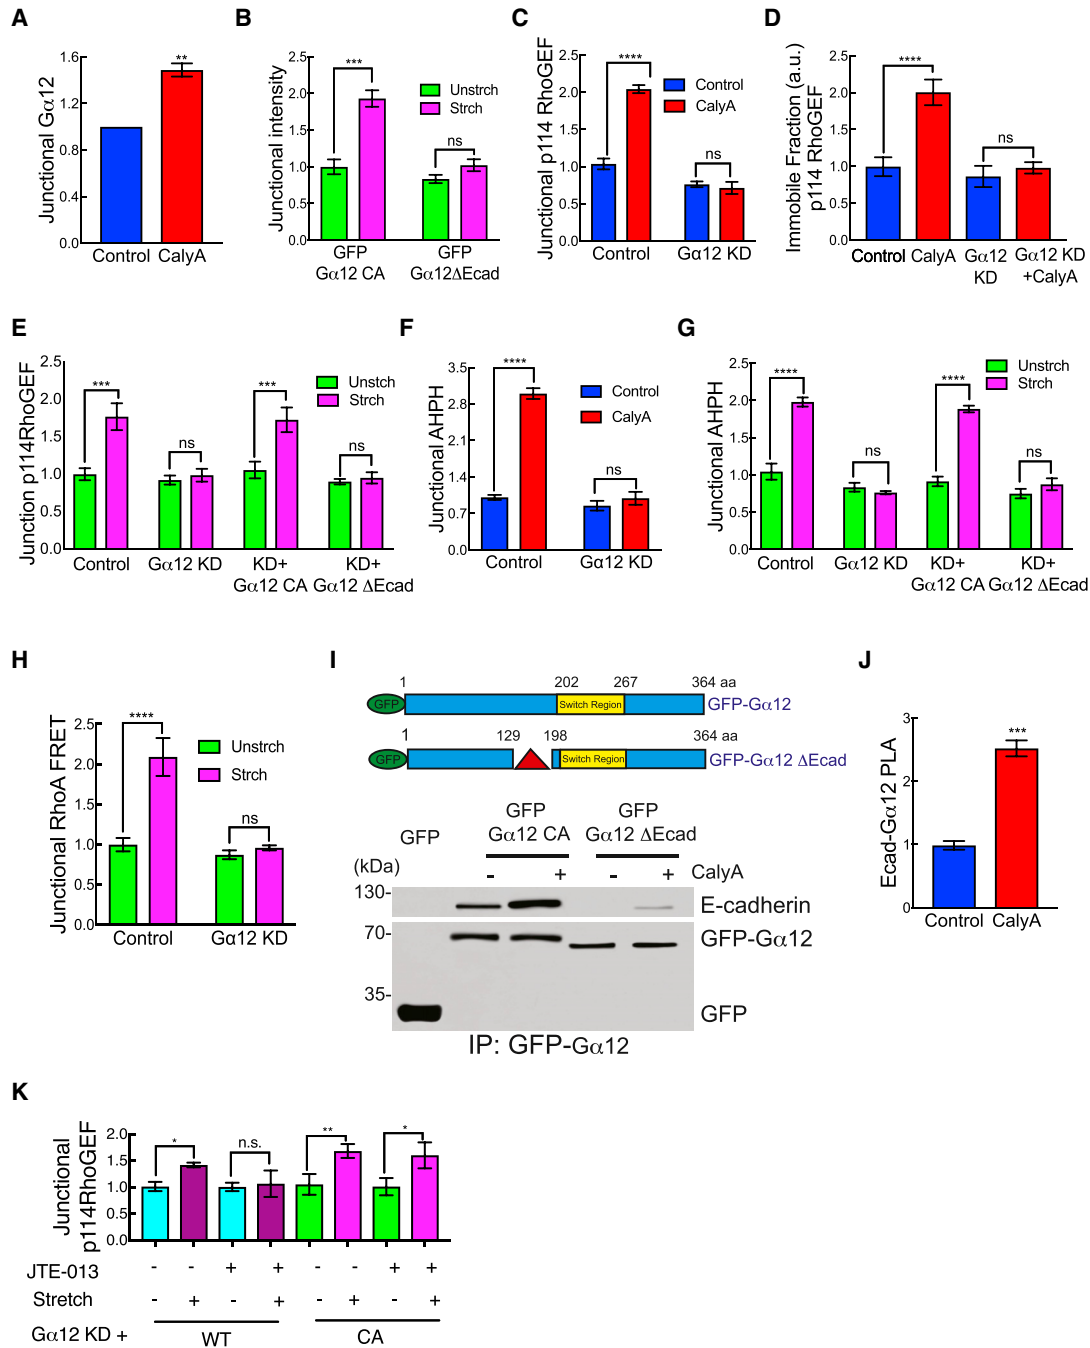 A
Junctional Gα12
1.6
1.2
0.8
0.4
0.0
**
Control CalyA
B
Junctional intensity
2.5
2.0
1.5
1.0
0.5
0.0
***
ns
Unstrch
Strch
GFP
Gα12 CA
GFP
Gα12ΔEcad
C
Junctional p114 RhoGEF
2.5
2.0
1.5
1.0
0.5
0.0
****
ns
Control
CalyA
Control
Gα12 KD
D
Immobile Fraction (a.u.)
p114 RhoGEF
2.5
2.0
1.5
1.0
0.5
0.0
****
ns
Control CalyA
Gα12
KD
Gα12 KD
+CalyA
E
Junction p114RhoGEF
2.5
2.0
1.5
1.0
0.5
0.0
***
ns
***
ns
Unstch
Strch
Control
Gα12 KD
KD+
Gα12 CA
KD+
Gα12 ΔEcad
F
Junctional AHPH
3.5
2.8
2.1
1.4
0.7
0.0
****
ns
Control
CalyA
Control
Gα12 KD
G
Junctional AHPH
2.5
2.0
1.5
1.0
0.5
0.0
****
ns
****
ns
Unstrch
Strch
Control
Gα12 KD
KD+
Gα12 CA
KD+
Gα12 ΔEcad
H
Junctional RhoA FRET
2.5
2.0
1.5
1.0
0.5
0.0
****
ns
Unstrch
Strch
Control
Gα12 KD
I
1 202 267 364 aa
GFP Switch Region GFP-Gα12
1 129 198 364 aa
GFP Switch Region GFP-Gα12 ΔEcad
GFP
GFP
Gα12 CA
GFP
Gα12 ΔEcad
(kDa)
- + - + CalyA
130-
E-cadherin
70-
GFP-Gα12
35-
GFP
IP: GFP-Gα12
J
Ecad-Gα12 PLA
3
2
1
0
***
Control CalyA
K
Junctional
p114RhoGEF
2.0
1.5
1.0
0.5
0.0
*
n.s.
**
*
JTE-013 - - + + - - + +
Stretch - + - + - + - +
Gα12 KD + WT CA